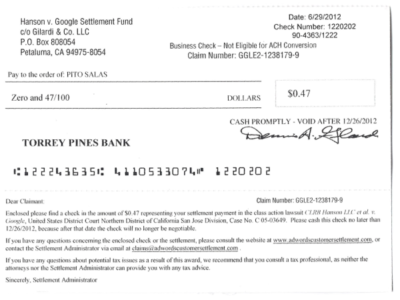 Hanson v. Google Settlement Fund
c/o Gilardi & Co. LLC
P.O. Box 808054
Petaluma, CA 94975-8054
Date: 6/29/2012
Check Number: 1220202
90-4363/1222
Business Check – Not Eligible for ACH Conversion
Claim Number: GGLE2-1238179-9
Pay to the order of: PITO SALAS
Zero and 47/100 DOLLARS $0.47
CASH PROMPTLY - VOID AFTER 12/26/2012
TORREY PINES BANK
⑆122243635⑆ 4110533074⑈ 1220202
Dear Claimant: Claim Number: GGLE2-1238179-9
Enclosed please find a check in the amount of $0.47 representing your settlement payment in the class action lawsuit CLRB Hanson LLC et al. v.
Google, United States District Court Northern District of California San Jose Division, Case No. C 05-03649. Please cash this check no later than
12/26/2012, because after that date the check will no longer be negotiable.
If you have any questions concerning the enclosed check or the settlement, please consult the website at www.adwordscustomersettlement.com, or
contact the Settlement Administrator via email at claims@adwordscustomersettlement.com.
If you have any questions about potential tax issues as a result of this award, we recommend that you consult a tax professional, as neither the
attorneys nor the Settlement Administrator can provide you with any tax advice.
Sincerely, Settlement Administrator